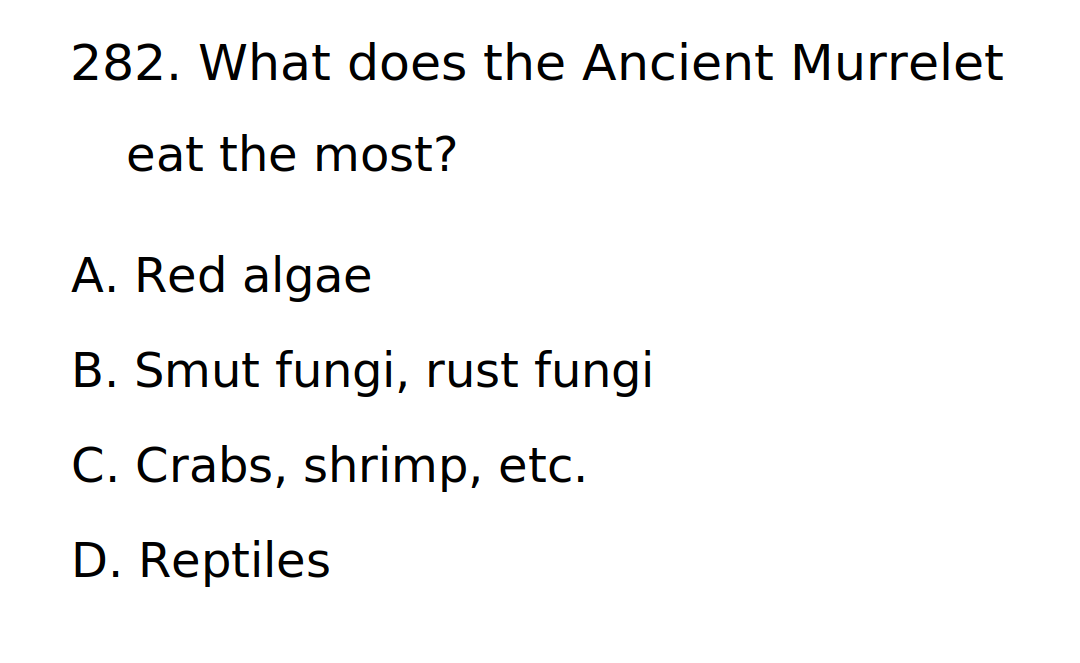 282. What does the Ancient Murrelet
eat the most?
A. Red algae
B. Smut fungi, rust fungi
C. Crabs, shrimp, etc.
D. Reptiles